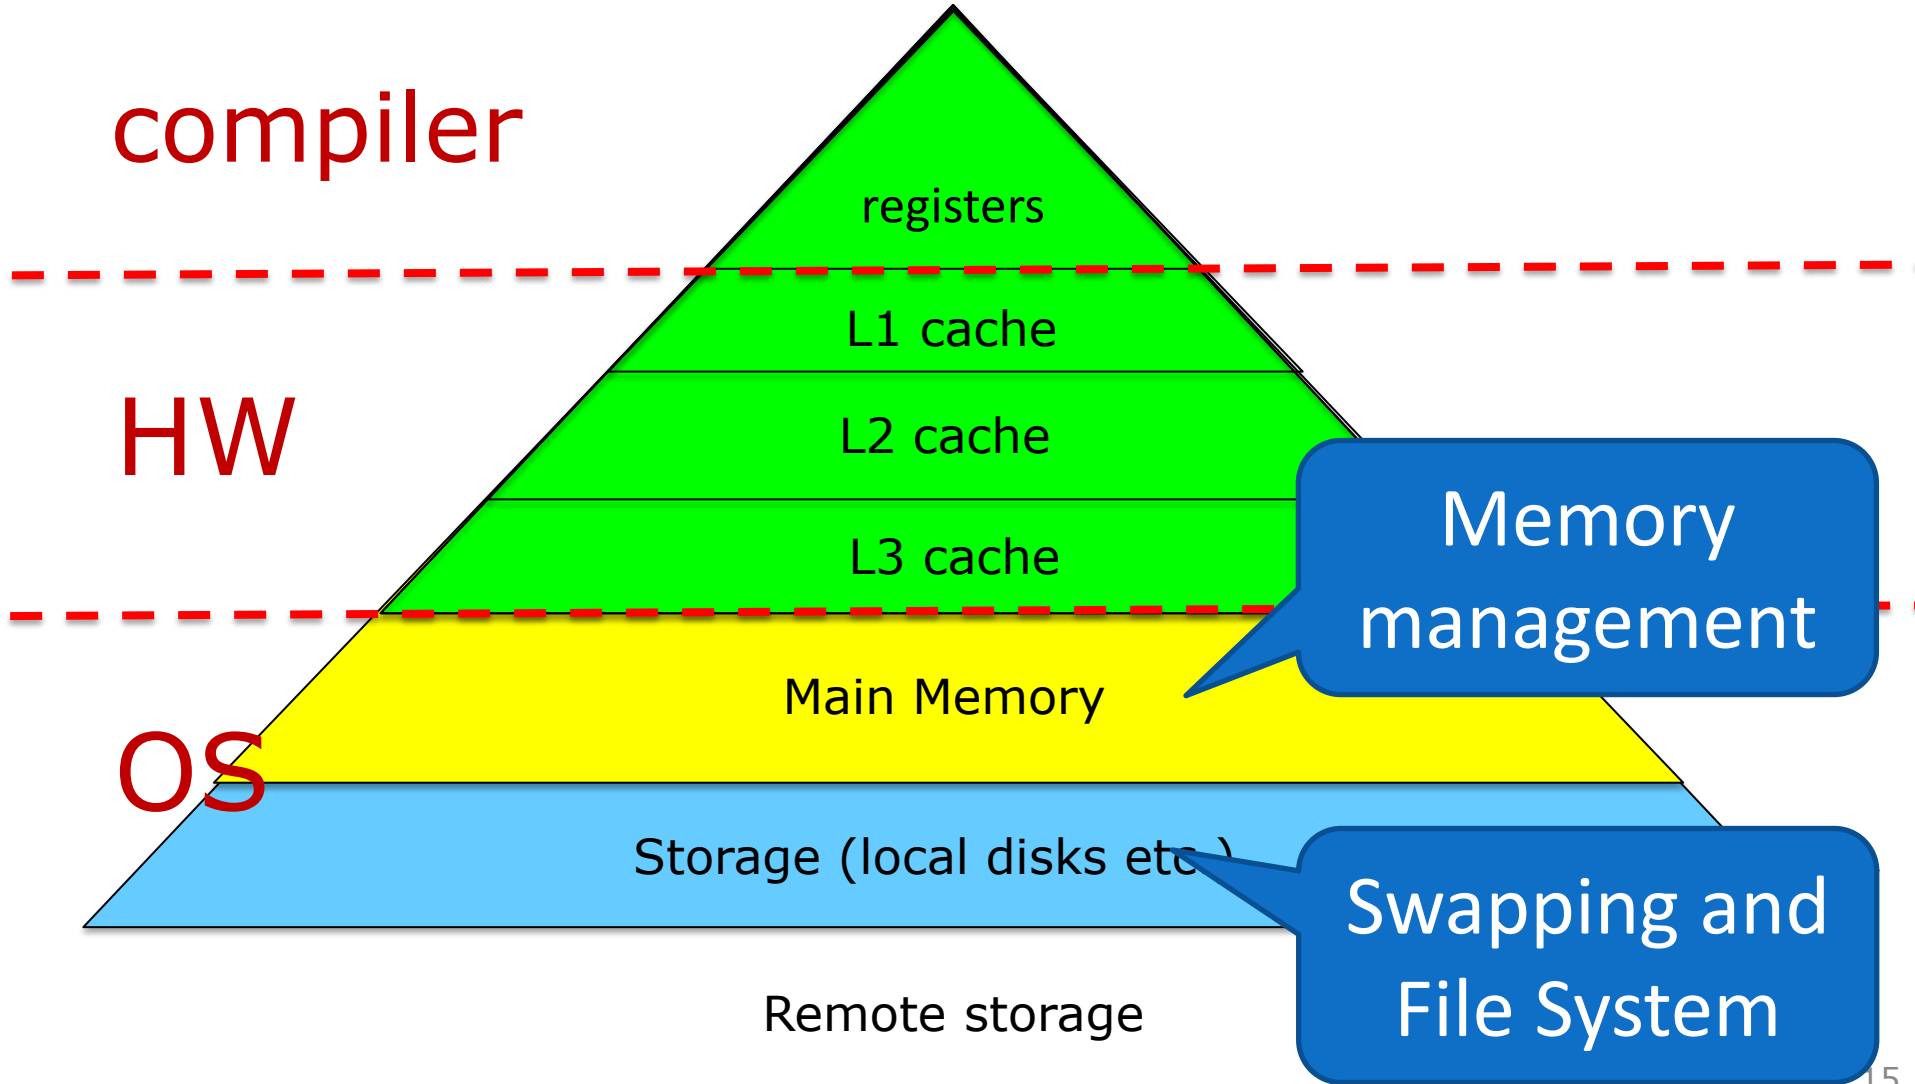 compiler
registers
L1 cache
HW
L2 cache
L3 cache
Memory
management
Main Memory
OS
Storage (local disks etc.)
Swapping and
File System
Remote storage
15